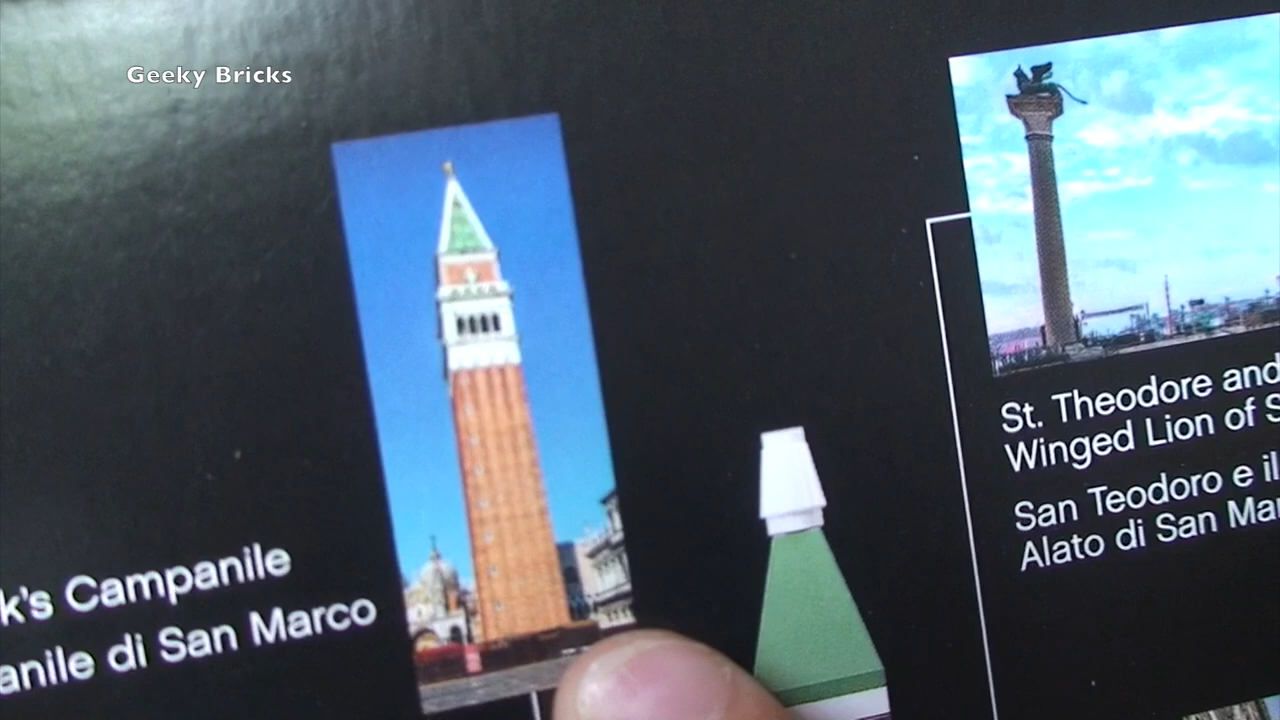 Geeky Bricks
k's Campanile
anile di San Marco
St. Theodore and
Winged Lion of S
San Teodoro e il
Alato di San Mar